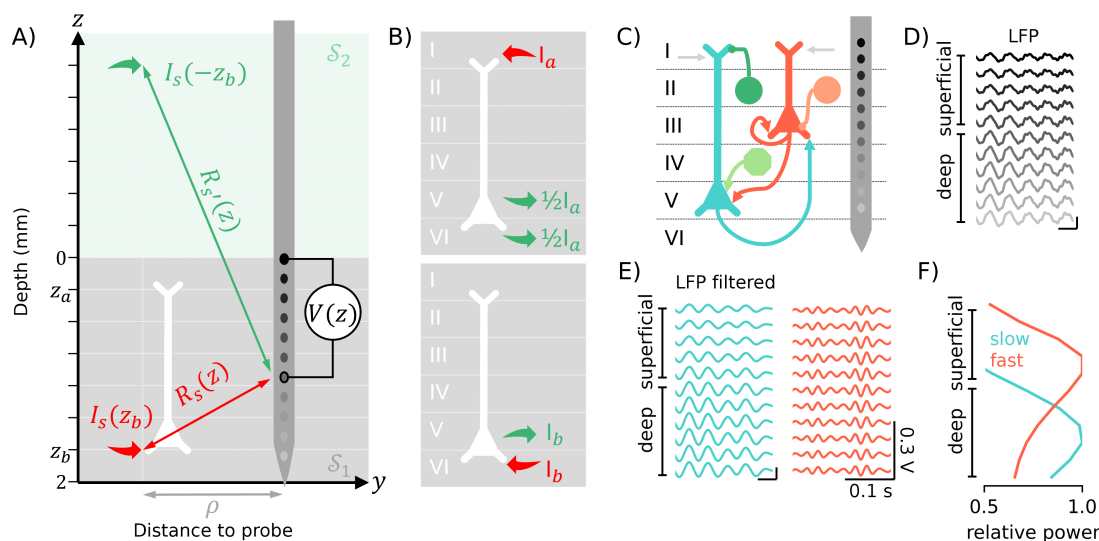 A)
z
𝒮₂
I_s(−z_b)
R_s′(z)
Depth (mm)
0
z_a
V(z)
R_s(z)
I_s(z_b)
z_b
𝒮₁
2
y
ρ
Distance to probe
B)
I
I_a
II
III
IV
V
½I_a
VI
½I_a
I
II
III
IV
V
I_b
VI
I_b
C)
I
II
III
IV
V
VI
D)
LFP
superficial
deep
E)
LFP filtered
superficial
deep
0.3 V
0.1 s
F)
superficial
deep
slow
fast
0.5
1.0
relative power